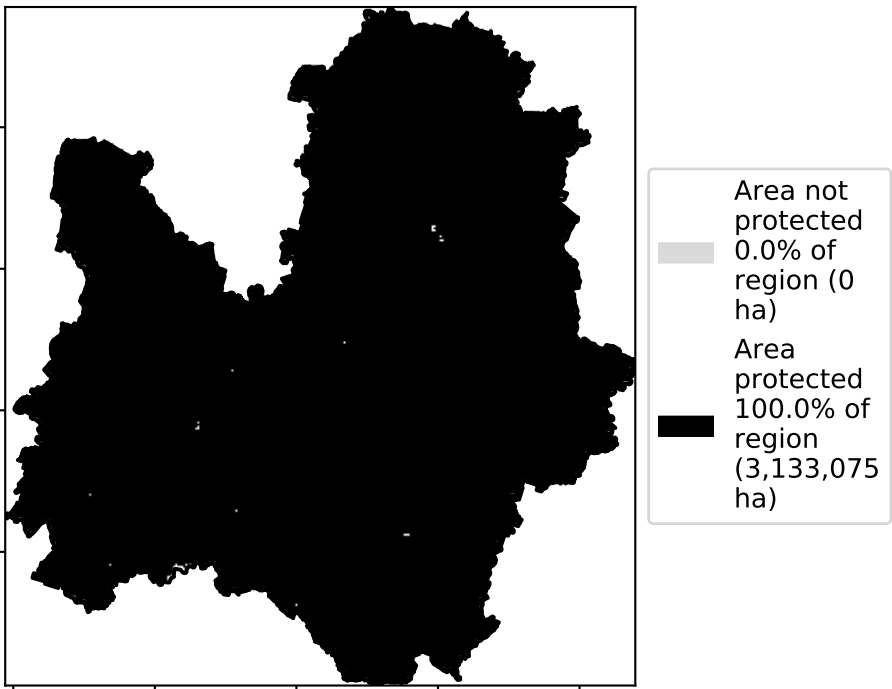 Area not
protected
0.0% of
region (0
ha)
Area
protected
100.0% of
region
(3,133,075
ha)